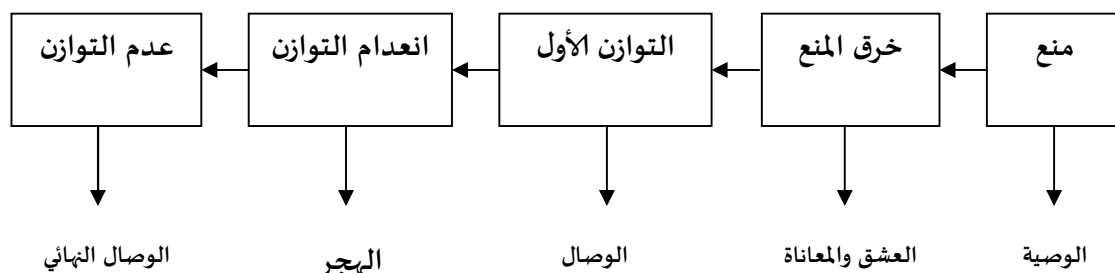 منع
خرق المنع
التوازن الأول
انعدام التوازن
عدم التوازن
الوصية
العشق والمعاناة
الوصال
الهجر
الوصال النهائي